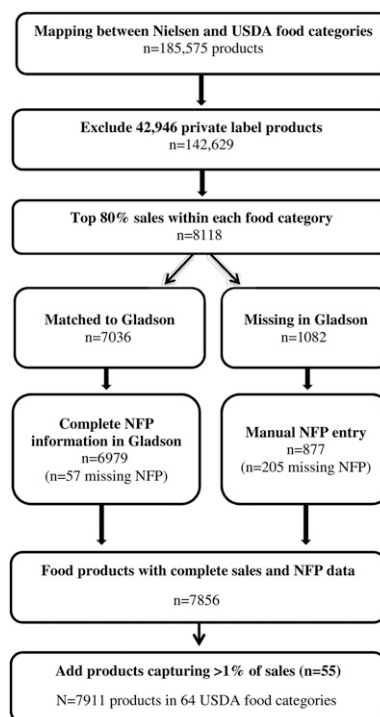 Mapping between Nielsen and USDA food categories
n=185,575 products
Exclude 42,946 private label products
n=142,629
Top 80% sales within each food category
n=8118
Matched to Gladson
n=7036
Missing in Gladson
n=1082
Complete NFP
information in Gladson
n=6979
(n=57 missing NFP)
Manual NFP entry
n=877
(n=205 missing NFP)
Food products with complete sales and NFP data
n=7856
Add products capturing >1% of sales (n=55)
N=7911 products in 64 USDA food categories